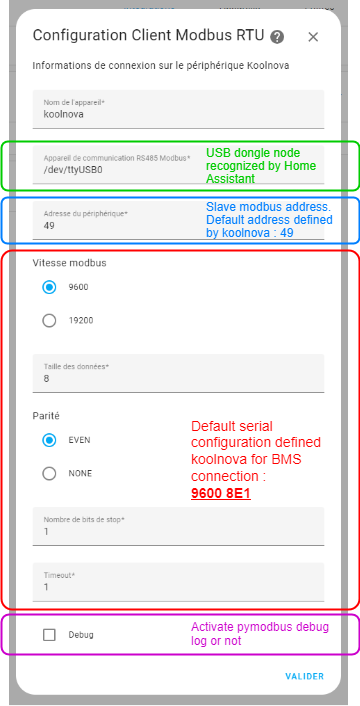 Configuration Client Modbus RTU
Informations de connexion sur le périphérique Koolnova
Nom de l'appareil*
koolnova
Appareil de communication RS485 Modbus*
/dev/ttyUSB0
USB dongle node
recognized by Home
Assistant
Adresse du périphérique*
49
Slave modbus address.
Default address defined
by koolnova : 49
Vitesse modbus
9600
19200
Taille des données*
8
Parité
EVEN
NONE
Default serial
configuration defined
koolnova for BMS
connection :
9600 8E1
Nombre de bits de stop*
1
Timeout*
1
Debug
Activate pymodbus debug
log or not
VALIDER